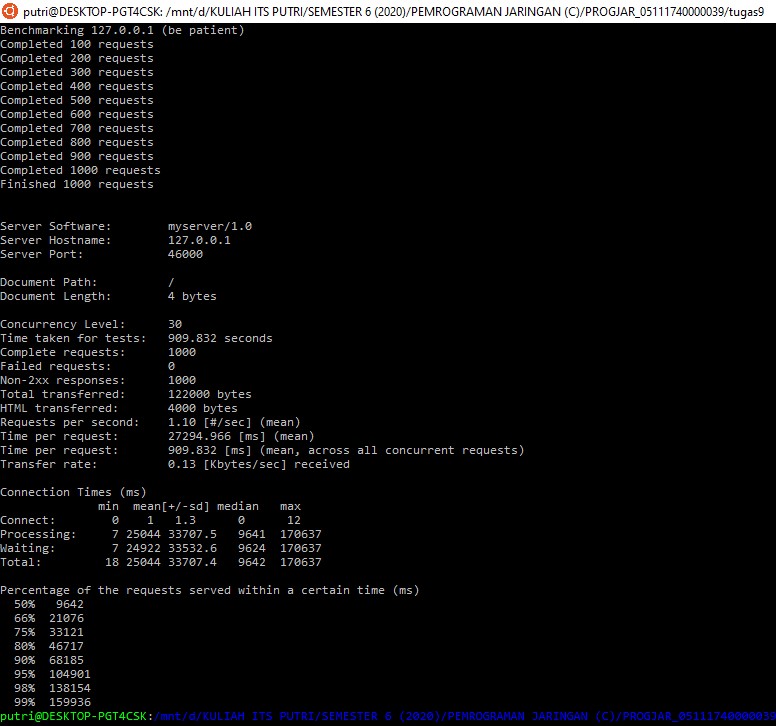 putri@DESKTOP-PGT4CSK: /mnt/d/KULIAH ITS PUTRI/SEMESTER 6 (2020)/PEMROGRAMAN JARINGAN (C)/PROGJAR_05111740000039/tugas9
Benchmarking 127.0.0.1 (be patient)
Completed 100 requests
Completed 200 requests
Completed 300 requests
Completed 400 requests
Completed 500 requests
Completed 600 requests
Completed 700 requests
Completed 800 requests
Completed 900 requests
Completed 1000 requests
Finished 1000 requests
Server Software:        myserver/1.0
Server Hostname:        127.0.0.1
Server Port:            46000
Document Path:          /
Document Length:        4 bytes
Concurrency Level:      30
Time taken for tests:   909.832 seconds
Complete requests:      1000
Failed requests:        0
Non-2xx responses:      1000
Total transferred:      122000 bytes
HTML transferred:       4000 bytes
Requests per second:    1.10 [#/sec] (mean)
Time per request:       27294.966 [ms] (mean)
Time per request:       909.832 [ms] (mean, across all concurrent requests)
Transfer rate:          0.13 [Kbytes/sec] received
Connection Times (ms)
              min  mean[+/-sd] median   max
Connect:        0    1   1.3      0      12
Processing:     7 25044 33707.5   9641  170637
Waiting:        7 24922 33532.6   9624  170637
Total:         18 25044 33707.4   9642  170637
Percentage of the requests served within a certain time (ms)
  50%   9642
  66%  21076
  75%  33121
  80%  46717
  90%  68185
  95%  104901
  98%  138154
  99%  159936
putri@DESKTOP-PGT4CSK:/mnt/d/KULIAH ITS PUTRI/SEMESTER 6 (2020)/PEMROGRAMAN JARINGAN (C)/PROGJAR_0511174000003